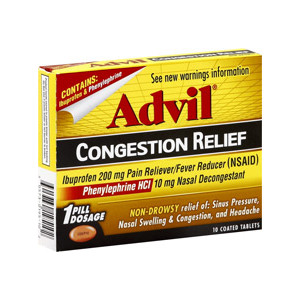 CONTAINS:
Ibuprofen & Phenylephrine
See new warnings information
Advil®
CONGESTION RELIEF
Ibuprofen 200 mg Pain Reliever/Fever Reducer (NSAID)
Phenylephrine HCl 10 mg Nasal Decongestant
1 PILL
DOSAGE
NON-DROWSY relief of: Sinus Pressure,
Nasal Swelling & Congestion, and Headache
10 COATED TABLETS